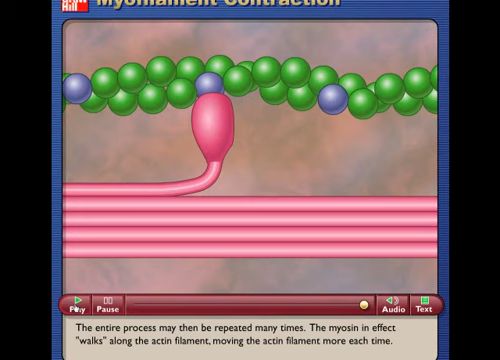 Myofilament Contraction
Hill
Play
Pause
Audio
Text
The entire process may then be repeated many times. The myosin in effect
"walks" along the actin filament, moving the actin filament more each time.